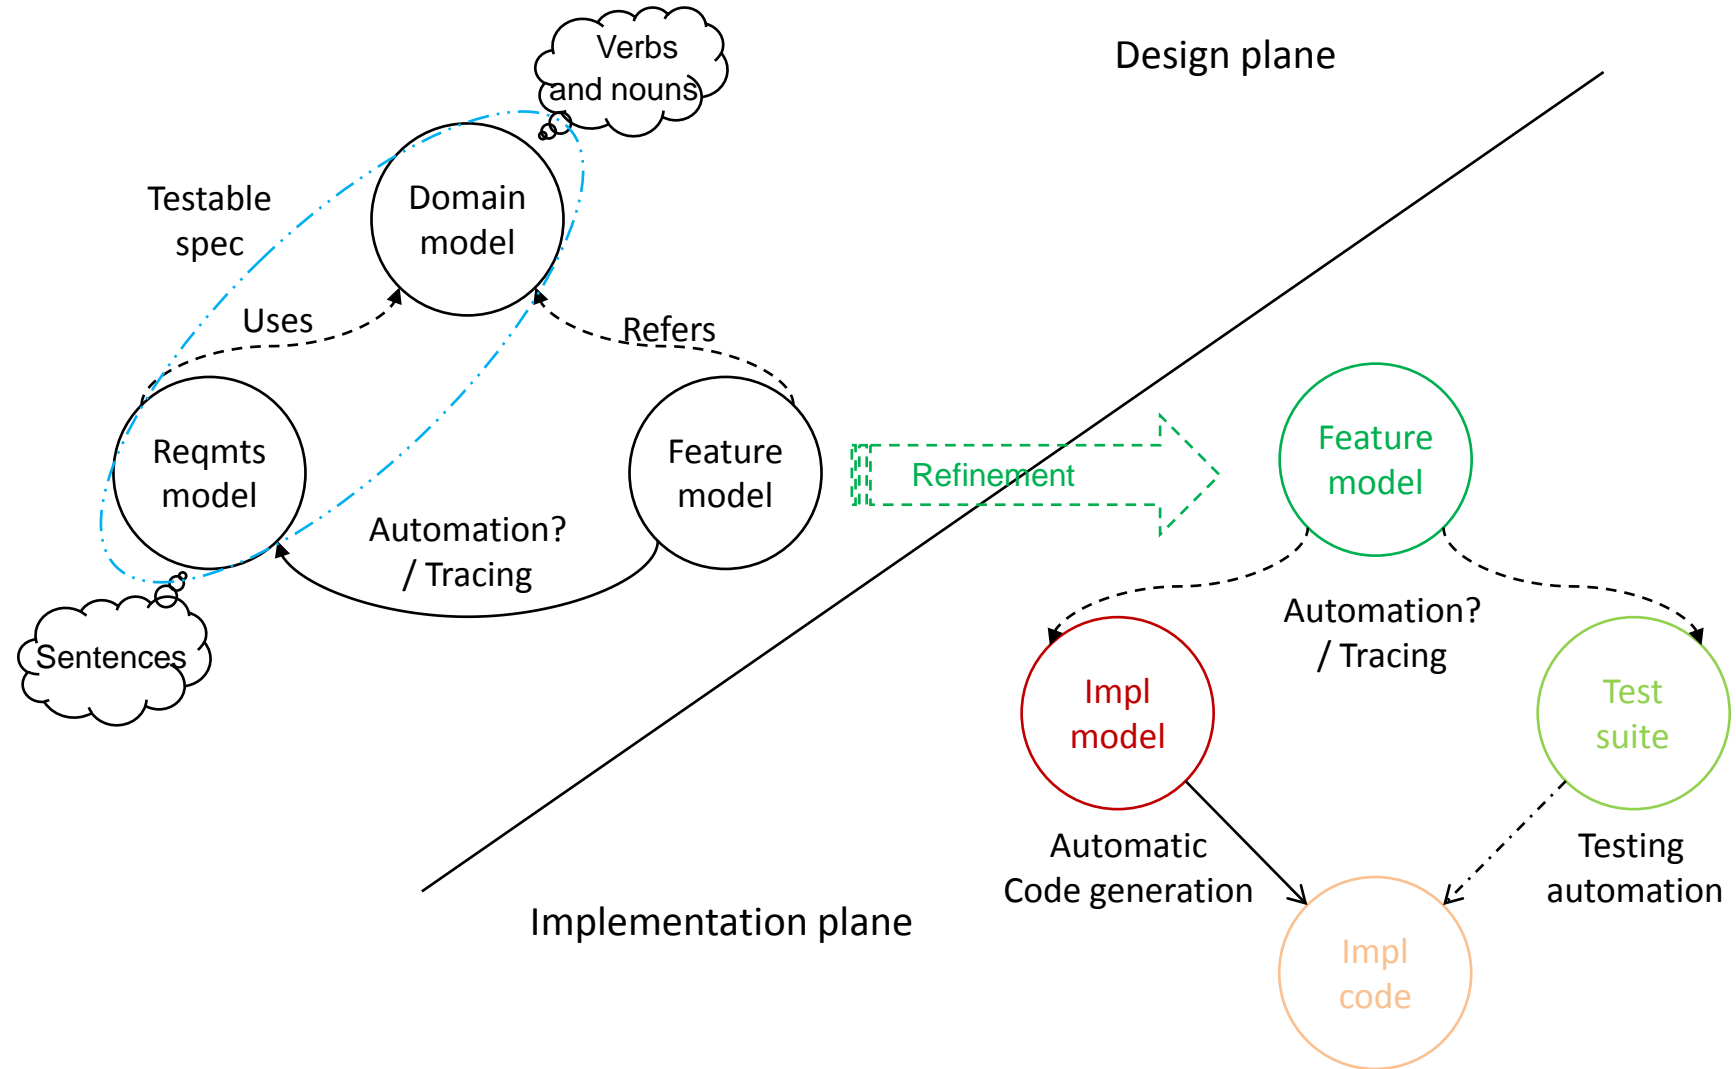 Verbs
and nouns
Design plane
Testable
spec
Domain
model
Uses
Refers
Reqmts
model
Feature
model
Refinement
Feature
model
Automation?
/ Tracing
Sentences
Automation?
/ Tracing
Impl
model
Test
suite
Automatic
Code generation
Testing
automation
Implementation plane
Impl
code